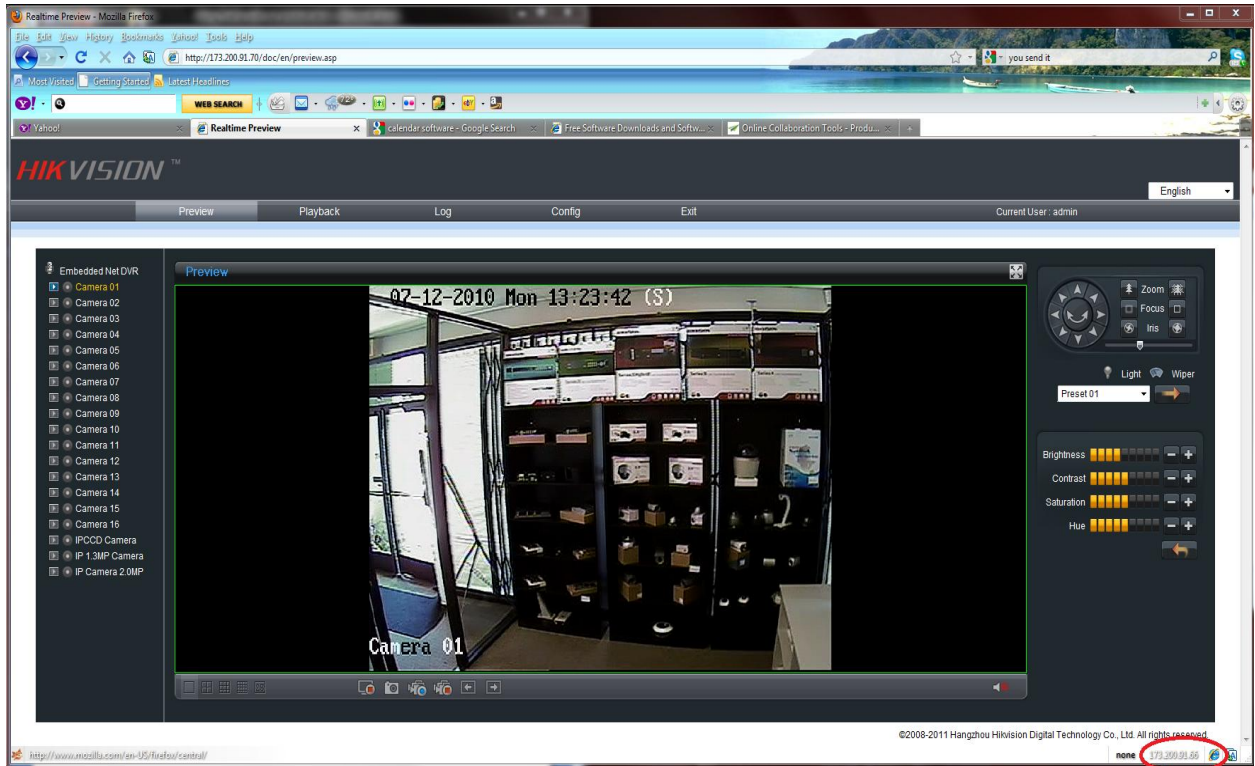 Realtime Preview - Mozilla Firefox
File Edit View History Bookmarks Yahoo! Tools Help
http://173.200.91.70/doc/en/preview.asp
you send it
Most Visited Getting Started Latest Headlines
Y! WEB SEARCH
Yahoo! Realtime Preview calendar software - Google Search Free Software Downloads and Softw... Online Collaboration Tools - Produ...
HIKVISION ™
English
Preview Playback Log Config Exit Current User : admin
Embedded Net DVR
Camera 01
Camera 02
Camera 03
Camera 04
Camera 05
Camera 06
Camera 07
Camera 08
Camera 09
Camera 10
Camera 11
Camera 12
Camera 13
Camera 14
Camera 15
Camera 16
IPCCD Camera
IP 1.3MP Camera
IP Camera 2.0MP
Preview
07-12-2010 Mon 13:23:42 (S)
Camera 01
Zoom
Focus
Iris
Light Wiper
Preset 01
Brightness
Contrast
Saturation
Hue
©2008-2011 Hangzhou Hikvision Digital Technology Co., Ltd. All rights reserved.
http://www.mozilla.com/en-US/firefox/central/ none 173.200.91.66